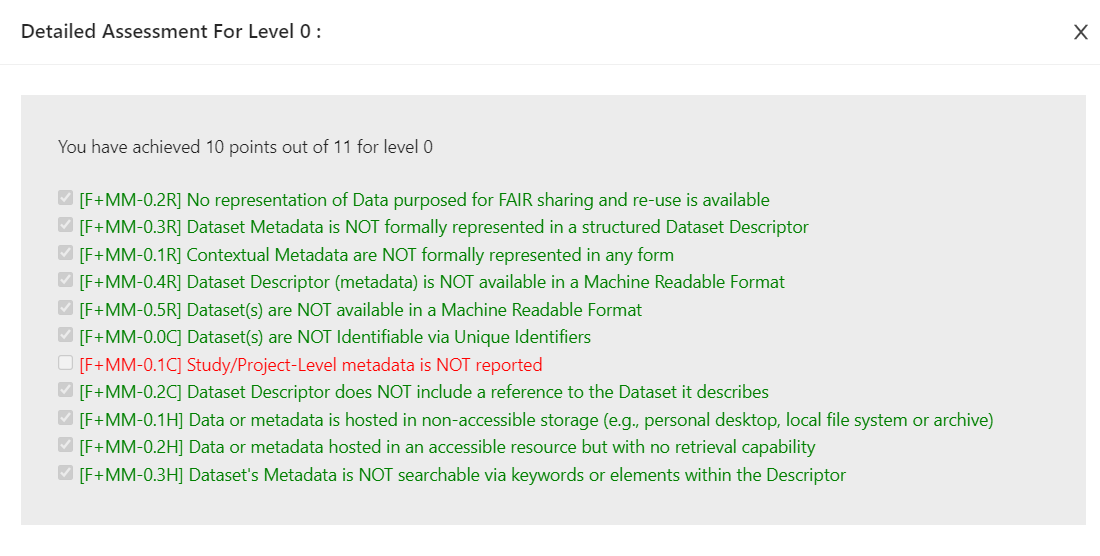 Detailed Assessment For Level 0 :
X
You have achieved 10 points out of 11 for level 0
[F+MM-0.2R] No representation of Data purposed for FAIR sharing and re-use is available
[F+MM-0.3R] Dataset Metadata is NOT formally represented in a structured Dataset Descriptor
[F+MM-0.1R] Contextual Metadata are NOT formally represented in any form
[F+MM-0.4R] Dataset Descriptor (metadata) is NOT available in a Machine Readable Format
[F+MM-0.5R] Dataset(s) are NOT available in a Machine Readable Format
[F+MM-0.0C] Dataset(s) are NOT Identifiable via Unique Identifiers
[F+MM-0.1C] Study/Project-Level metadata is NOT reported
[F+MM-0.2C] Dataset Descriptor does NOT include a reference to the Dataset it describes
[F+MM-0.1H] Data or metadata is hosted in non-accessible storage (e.g., personal desktop, local file system or archive)
[F+MM-0.2H] Data or metadata hosted in an accessible resource but with no retrieval capability
[F+MM-0.3H] Dataset's Metadata is NOT searchable via keywords or elements within the Descriptor